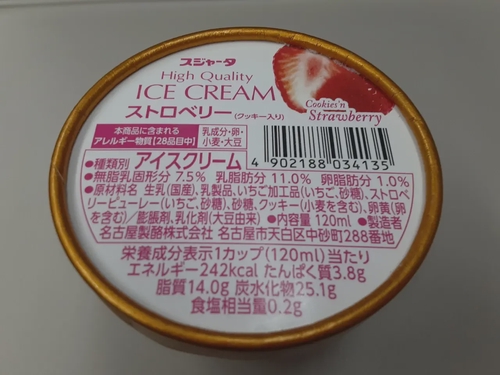 スジャータ
High Quality
ICE CREAM
ストロベリー(クッキー入り)
Cookies'n
Strawberry
本商品に含まれる
アレルギー物質【28品目中】
乳成分・卵・
小麦・大豆
4 902188 034135
●種類別 アイスクリーム
●無脂乳固形分 7.5% 乳脂肪分 11.0% 卵脂肪分 1.0%
●原材料名 生乳(国産)、乳製品、いちご加工品(いちご、砂糖)、ストロベ
リーピューレー(いちご、砂糖)、砂糖、クッキー(小麦を含む)、卵黄(卵
を含む)/膨脹剤、乳化剤(大豆由来) ●内容量 120ml ●製造者
名古屋製酪株式会社 名古屋市天白区中砂町288番地
栄養成分表示1カップ(120ml)当たり
エネルギー242kcal たんぱく質3.8g
脂質14.0g 炭水化物25.1g
食塩相当量0.2g